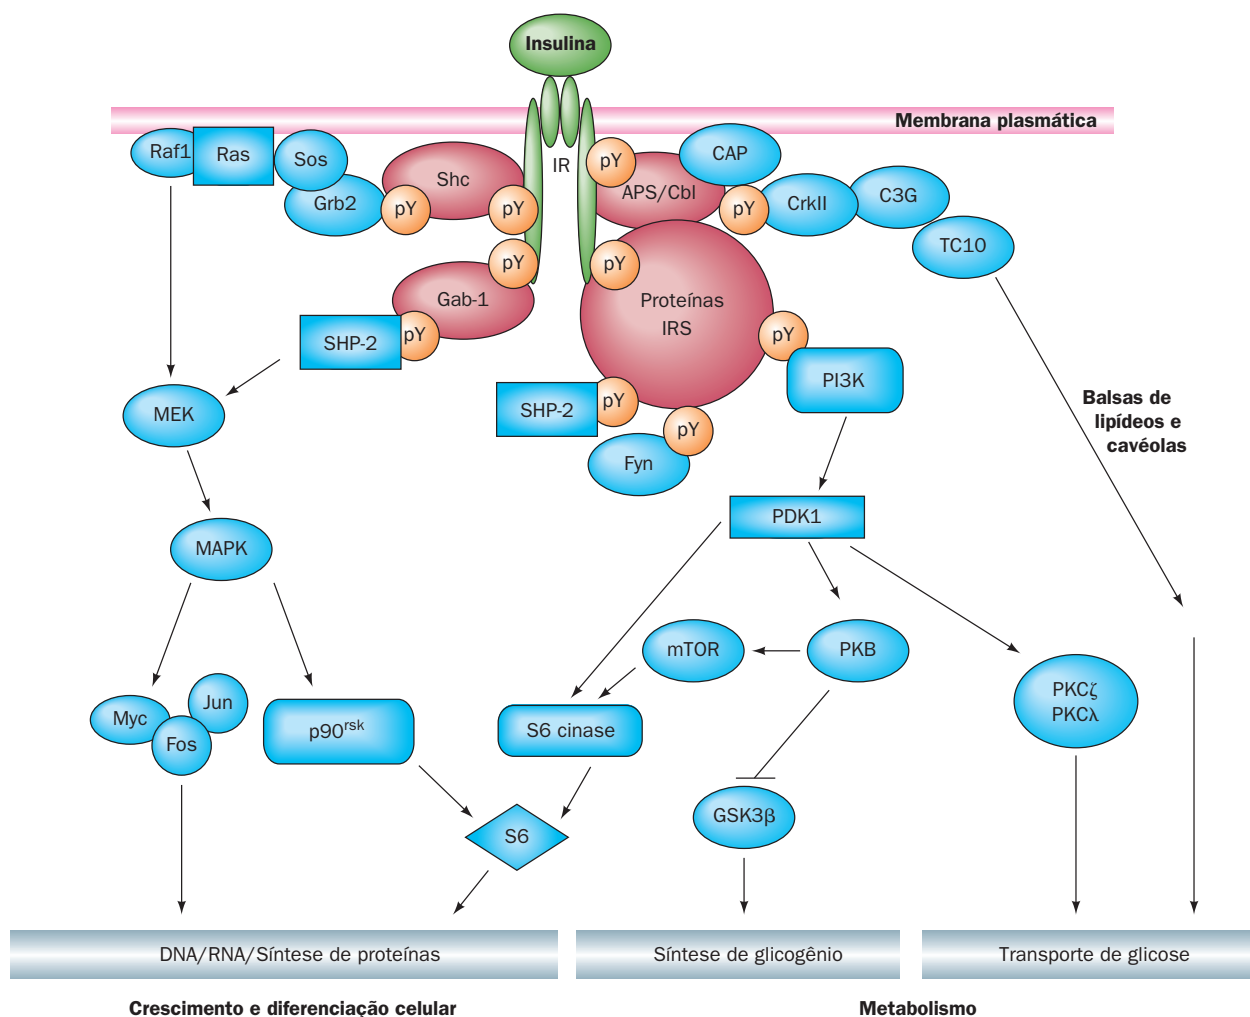 Insulina
Membrana plasmática
Raf1
Ras
Sos
Grb2
pY
Shc
pY
IR
pY
APS/Cbl
CAP
pY
CrkII
C3G
TC10
pY
Gab-1
pY
SHP-2
pY
Proteínas
IRS
pY
PI3K
SHP-2
pY
pY
Fyn
MEK
Balsas de
lipídeos e
cavéolas
PDK1
MAPK
mTOR
PKB
PKCζ
PKCλ
Myc
Jun
Fos
p90rsk
S6 cinase
GSK3β
S6
DNA/RNA/Síntese de proteínas
Síntese de glicogênio
Transporte de glicose
Crescimento e diferenciação celular
Metabolismo